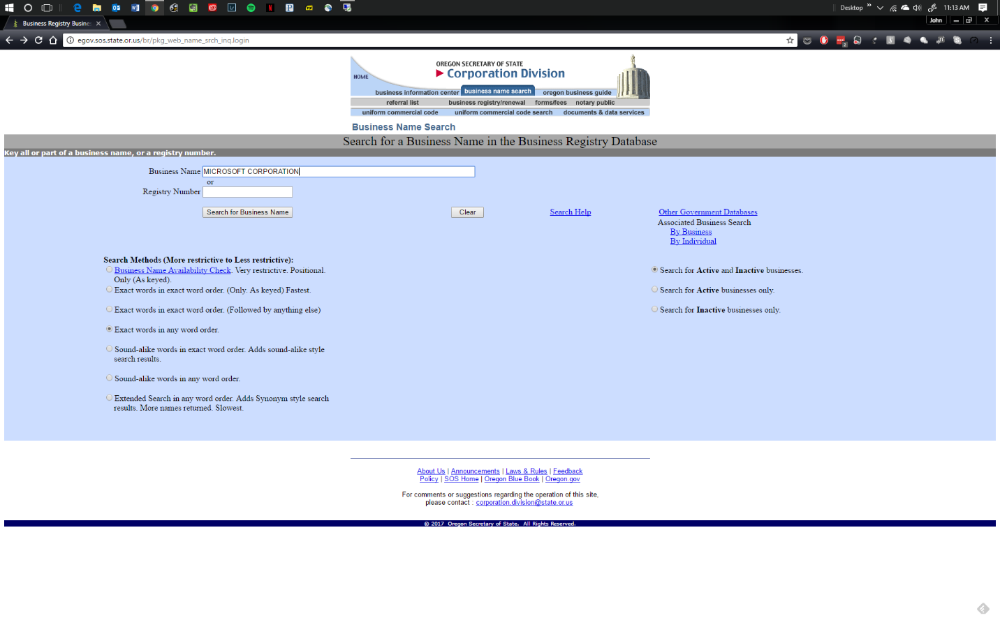 Desktop
11:13 AM
Business Registry Busine
John
egov.sos.state.or.us/br/pkg_web_name_srch_inq.login
OREGON SECRETARY OF STATE
Corporation Division
HOME
business information center business name search oregon business guide
referral list business registry/renewal forms/fees notary public
uniform commercial code uniform commercial code search documents & data services
Business Name Search
Search for a Business Name in the Business Registry Database
Key all or part of a business name, or a registry number.
Business Name MICROSOFT CORPORATION
or
Registry Number
Search for Business Name Clear Search Help Other Government Databases
Associated Business Search
By Business
By Individual
Search Methods (More restrictive to Less restrictive):
Business Name Availability Check. Very restrictive. Positional.
Only (As keyed).
Exact words in exact word order. (Only. As keyed) Fastest.
Exact words in exact word order. (Followed by anything else)
Exact words in any word order.
Sound-alike words in exact word order. Adds sound-alike style
search results.
Sound-alike words in any word order.
Extended Search in any word order. Adds Synonym style search
results. More names returned. Slowest.
Search for Active and Inactive businesses.
Search for Active businesses only.
Search for Inactive businesses only.
About Us | Announcements | Laws & Rules | Feedback
Policy | SOS Home | Oregon Blue Book | Oregon.gov
For comments or suggestions regarding the operation of this site,
please contact : corporation.division@state.or.us
© 2017 Oregon Secretary of State. All Rights Reserved.